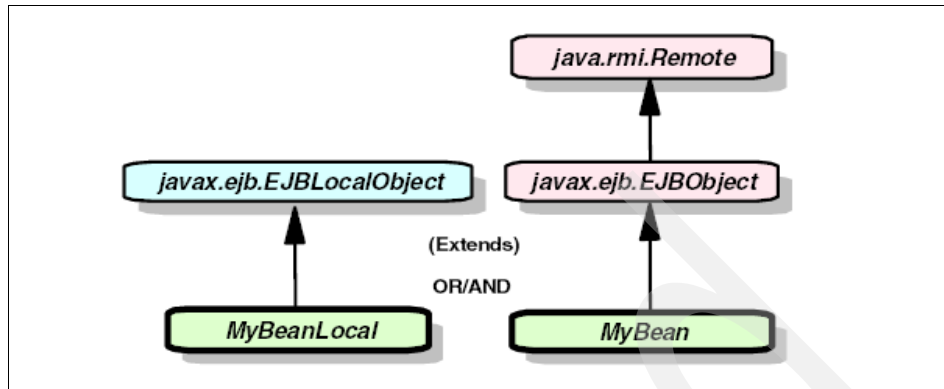 java.rmi.Remote
javax.ejb.EJBLocalObject
javax.ejb.EJBObject
(Extends)
OR/AND
MyBeanLocal
MyBean